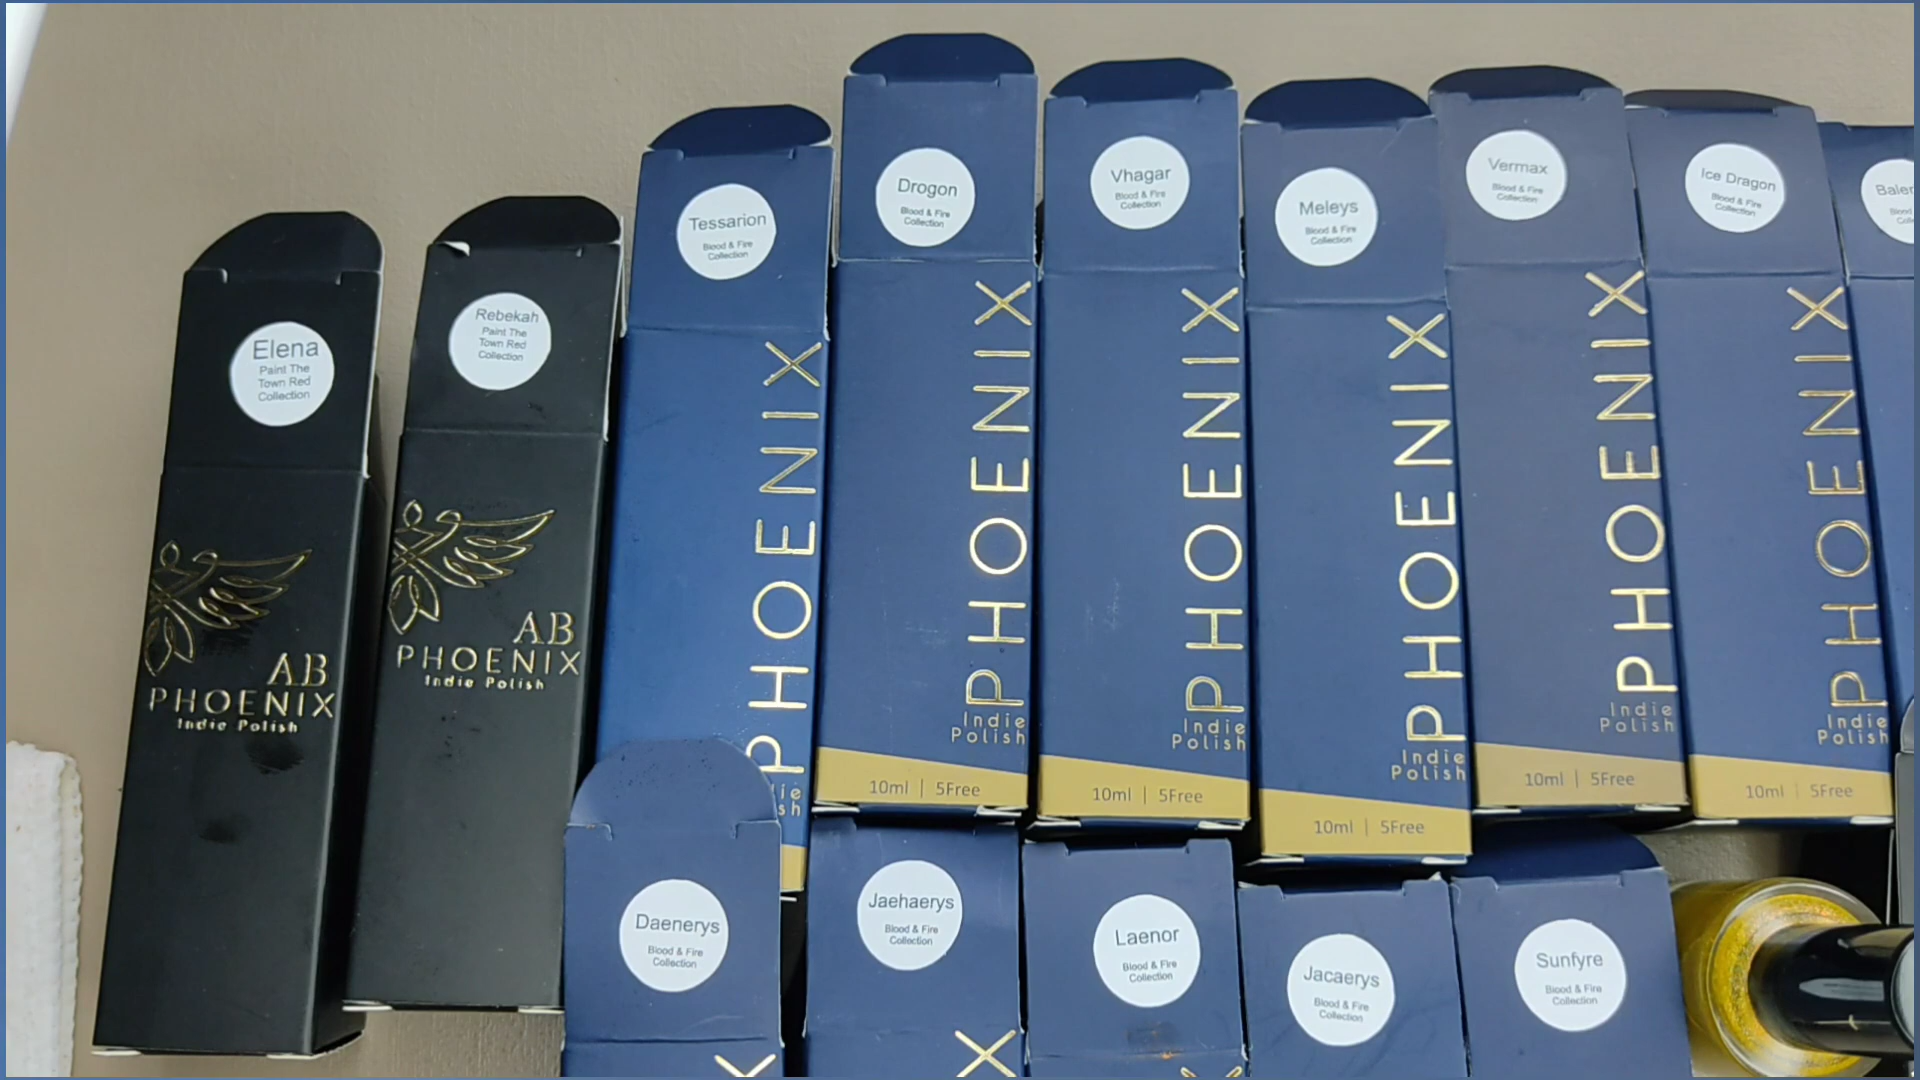 Elena
Paint The
Town Red
Collection
AB
PHOENIX
Indie Polish
Rebekah
Paint The
Town Red
Collection
AB
PHOENIX
Indie Polish
Tessarion
Blood & Fire
Collection
PHOENIX
Drogon
Blood & Fire
Collection
PHOENIX
Indie
Polish
10ml | 5Free
Vhagar
Blood & Fire
Collection
PHOENIX
Indie
Polish
10ml | 5Free
Meleys
Blood & Fire
Collection
PHOENIX
Indie
Polish
10ml | 5Free
Vermax
Blood & Fire
Collection
PHOENIX
Indie
Polish
10ml | 5Free
Ice Dragon
Blood & Fire
Collection
PHOENIX
Indie
Polish
10ml | 5Free
Daenerys
Blood & Fire
Collection
X
Jaehaerys
Blood & Fire
Collection
X
Laenor
Blood & Fire
Collection
Jacaerys
Blood & Fire
Collection
Sunfyre
Blood & Fire
Collection